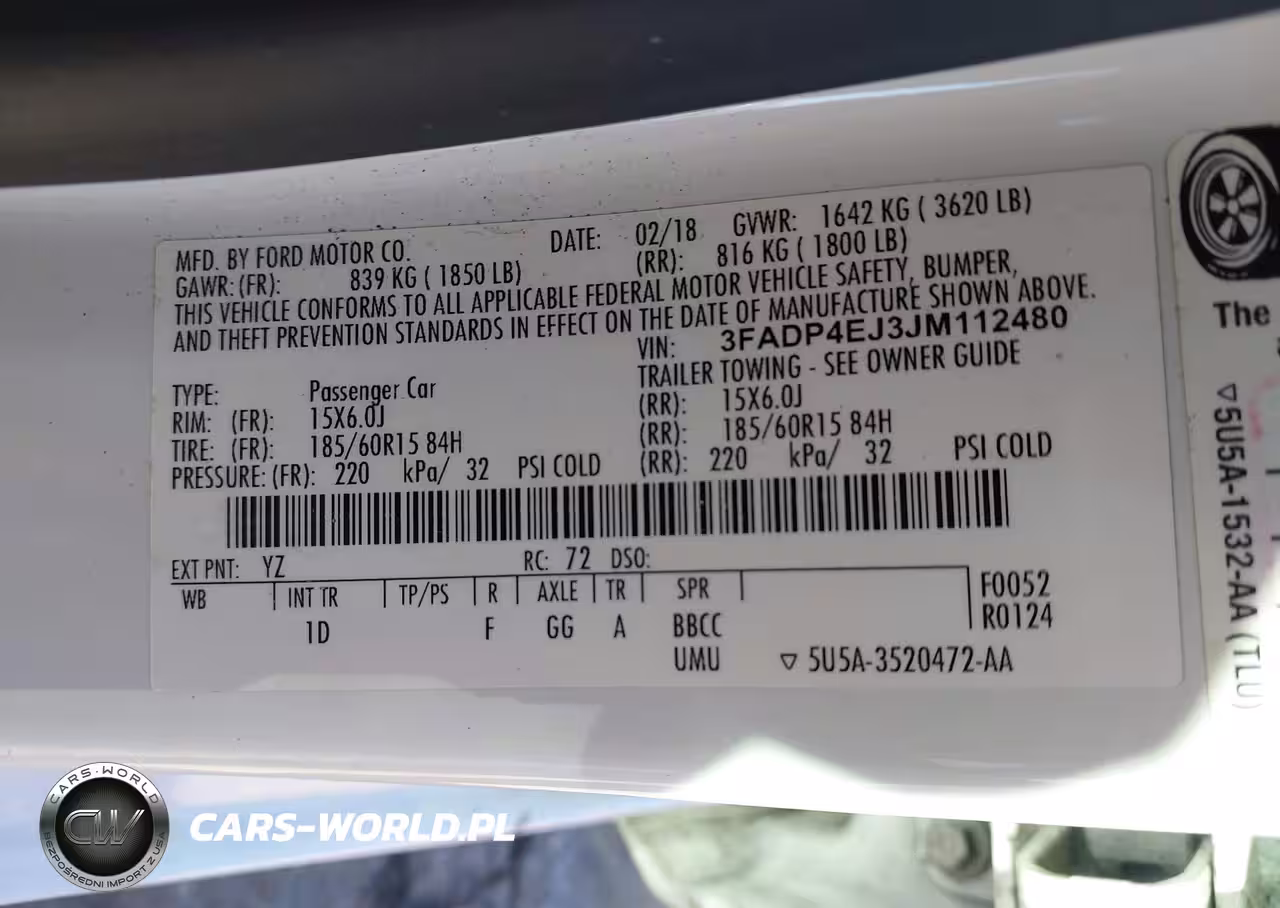 MFD. BY FORD MOTOR CO. DATE: 02/18 GVWR: 1642 KG ( 3620 LB)
GAWR: (FR): 839 KG ( 1850 LB) (RR): 816 KG ( 1800 LB)
THIS VEHICLE CONFORMS TO ALL APPLICABLE FEDERAL MOTOR VEHICLE SAFETY, BUMPER,
AND THEFT PREVENTION STANDARDS IN EFFECT ON THE DATE OF MANUFACTURE SHOWN ABOVE.
VIN: 3FADP4EJ3JM112480
TYPE: Passenger Car TRAILER TOWING - SEE OWNER GUIDE
RIM: (FR): 15X6.0J (RR): 15X6.0J
TIRE: (FR): 185/60R15 84H (RR): 185/60R15 84H
PRESSURE: (FR): 220 kPa/ 32 PSI COLD (RR): 220 kPa/ 32 PSI COLD
EXT PNT: YZ RC: 72 DSO:
WB INT TR TP/PS R AXLE TR SPR F0052
1D F GG A BBCC R0124
UMU ▽ 5U5A-3520472-AA
The
▽5U5A-1532-AA (TLU)
CARS-WORLD
CW
BEZPOŚREDNI IMPORT Z USA
CARS-WORLD.PL